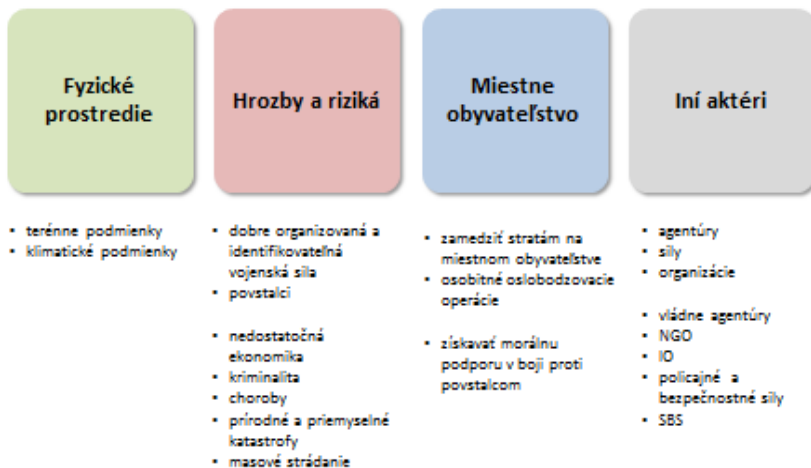 Fyzické
prostredie
Hrozby a riziká
Miestne
obyvateľstvo
Iní aktéri
▪ terénne podmienky
▪ klimatické podmienky
▪ dobre organizovaná a
identifikovateľná
vojenská sila
▪ povstalci
▪ nedostatočná
ekonomika
▪ kriminalita
▪ choroby
▪ prírodné a priemyselné
katastrofy
▪ masové strádanie
▪ zamedziť stratám na
miestnom obyvateľstve
▪ osobitné oslobodzovacie
operácie
▪ získavať morálnu
podporu v boji proti
povstalcom
▪ agentúry
▪ sily
▪ organizácie
▪ vládne agentúry
▪ NGO
▪ IO
▪ policajné a
bezpečnostné sily
▪ SBS